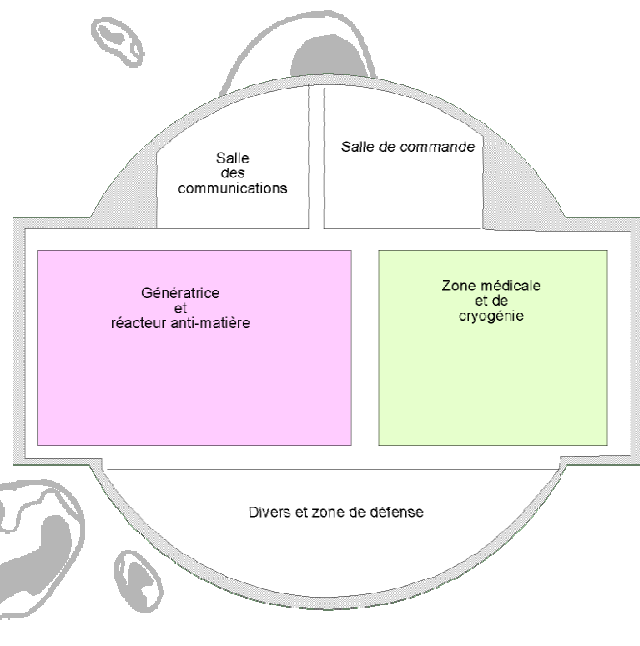 Salle
des
communications
Salle de commande
Génératrice
et
réacteur anti-matière
Zone médicale
et de
cryogénie
Divers et zone de défense